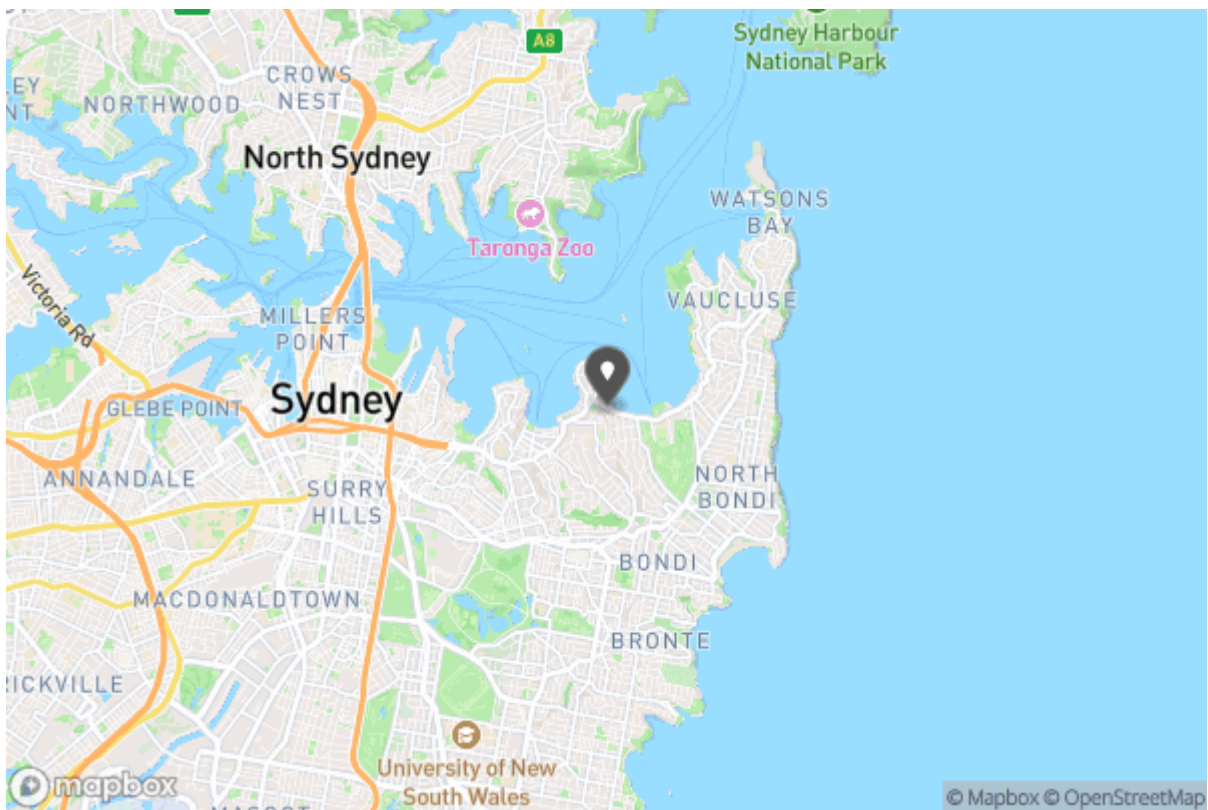 A8
Sydney Harbour
National Park
CROWS
NEST
NORTHWOOD
North Sydney
WATSONS
BAY
Taronga Zoo
VAUCLUSE
Victoria Rd
MILLERS
POINT
Sydney
GLEBE POINT
ANNANDALE
SURRY
HILLS
NORTH
BONDI
BONDI
MACDONALDTOWN
BRONTE
RICKVILLE
University of New
South Wales
mapbox
© Mapbox © OpenStreetMap